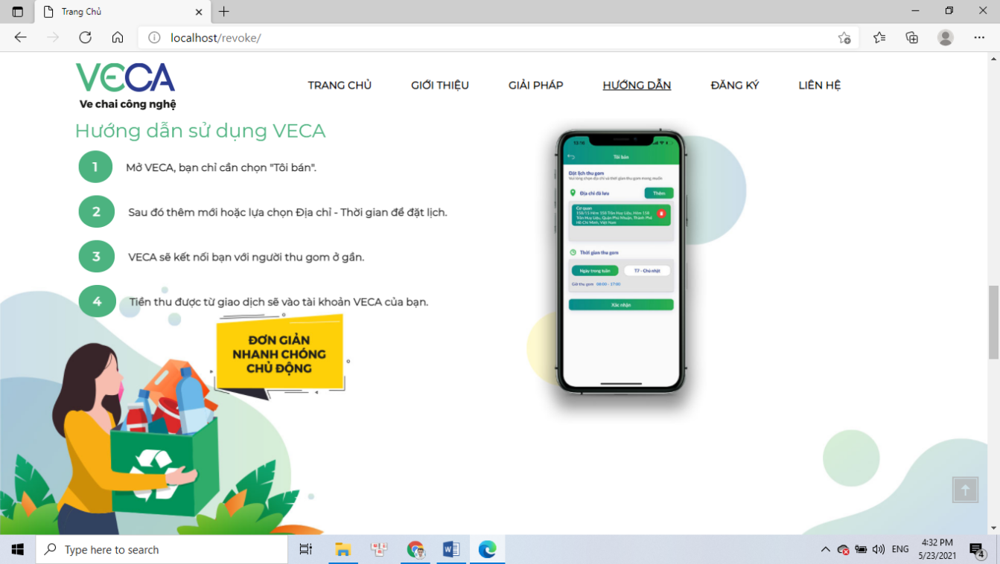 Trang Chủ
localhost/revoke/
VECA
Ve chai công nghệ
TRANG CHỦ
GIỚI THIỆU
GIẢI PHÁP
HƯỚNG DẪN
ĐĂNG KÝ
LIÊN HỆ
Hướng dẫn sử dụng VECA
1 Mở VECA, bạn chỉ cần chọn "Tôi bán".
2 Sau đó thêm mới hoặc lựa chọn Địa chỉ - Thời gian để đặt lịch.
3 VECA sẽ kết nối bạn với người thu gom ở gần.
4 Tiền thu được từ giao dịch sẽ vào tài khoản VECA của bạn.
ĐƠN GIẢN
NHANH CHÓNG
CHỦ ĐỘNG
13:18
Tôi bán
Đặt lịch thu gom
Vui lòng chọn địa chỉ và thời gian thu gom mong muốn
Địa chỉ đã lưu
Thêm
Cơ quan
150/15 Hẻm 158 Trần Huy Liệu, Hẻm 158
Trần Huy Liệu, Quận Phú Nhuận, Thành Phố
Hồ Chí Minh, Việt Nam
Thời gian thu gom
Ngày trong tuần
T7 - Chủ nhật
Giờ thu gom 08:00 - 17:00
Xác nhận
Type here to search
ENG
4:32 PM
5/23/2021
4